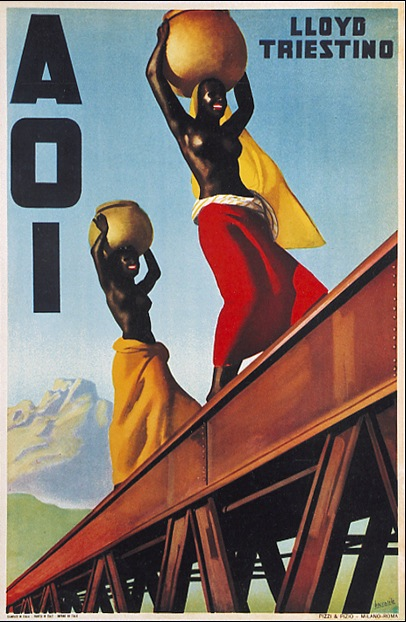 AOI
LLOYD
TRIESTINO
PIZZI & PIZIO - MILANO-ROMA